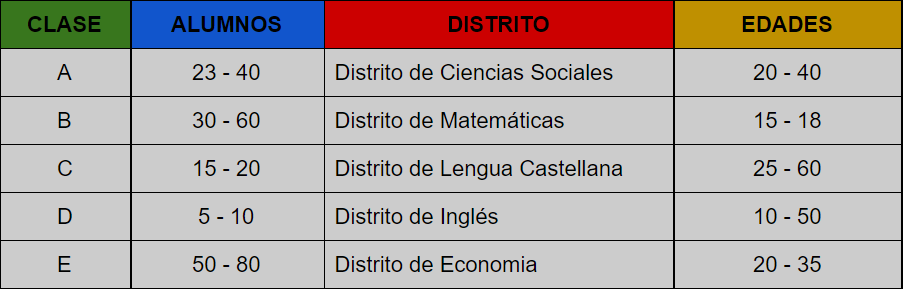 CLASE ALUMNOS DISTRITO EDADES
A 23 - 40 Distrito de Ciencias Sociales 20 - 40
B 30 - 60 Distrito de Matemáticas 15 - 18
C 15 - 20 Distrito de Lengua Castellana 25 - 60
D 5 - 10 Distrito de Inglés 10 - 50
E 50 - 80 Distrito de Economia 20 - 35